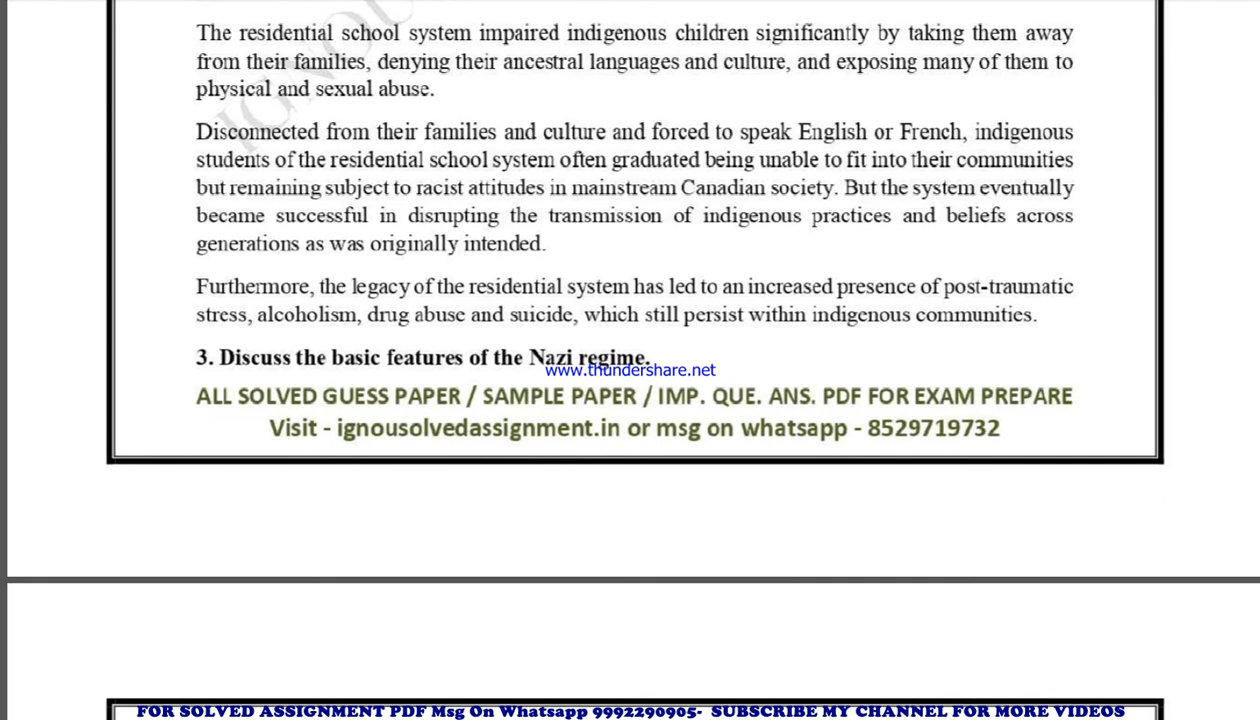 The residential school system impaired indigenous children significantly by taking them away
from their families, denying their ancestral languages and culture, and exposing many of them to
physical and sexual abuse.
Disconnected from their families and culture and forced to speak English or French, indigenous
students of the residential school system often graduated being unable to fit into their communities
but remaining subject to racist attitudes in mainstream Canadian society. But the system eventually
became successful in disrupting the transmission of indigenous practices and beliefs across
generations as was originally intended.
Furthermore, the legacy of the residential system has led to an increased presence of post-traumatic
stress, alcoholism, drug abuse and suicide, which still persist within indigenous communities.
3. Discuss the basic features of the Nazi regime.
www.thundershare.net
ALL SOLVED GUESS PAPER / SAMPLE PAPER / IMP. QUE. ANS. PDF FOR EXAM PREPARE
Visit - ignousolvedassignment.in or msg on whatsapp - 8529719732
FOR SOLVED ASSIGNMENT PDF Msg On Whatsapp 9992290905- SUBSCRIBE MY CHANNEL FOR MORE VIDEOS